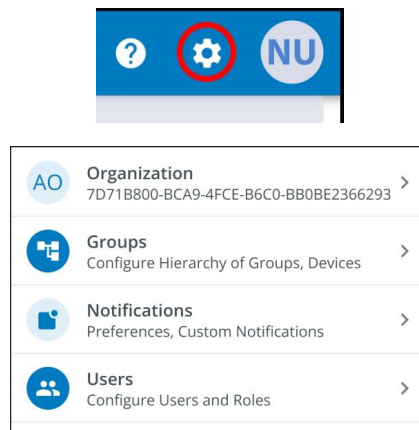 ?
NU
AO
Organization
7D71B800-BCA9-4FCE-B6C0-BB0BE2366293
Groups
Configure Hierarchy of Groups, Devices
Notifications
Preferences, Custom Notifications
Users
Configure Users and Roles